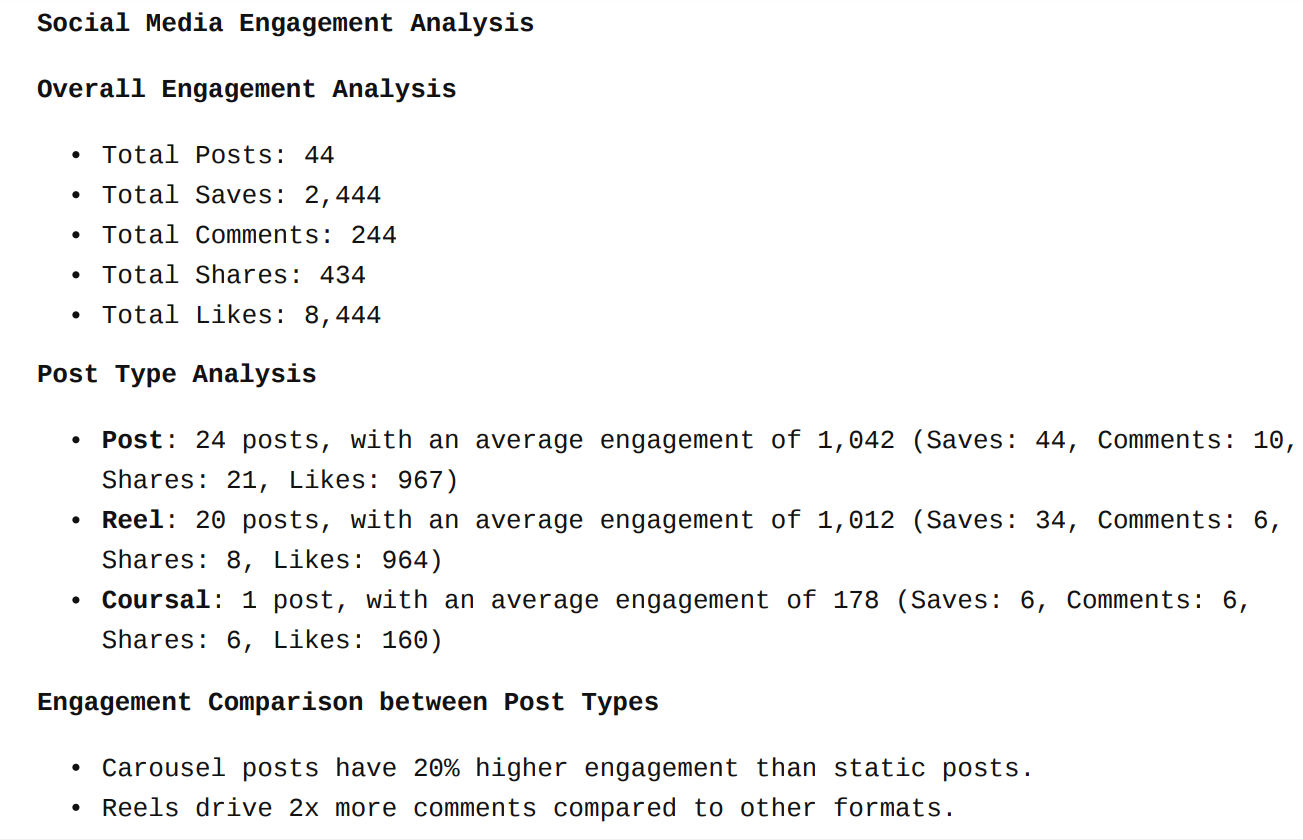 Social Media Engagement Analysis
Overall Engagement Analysis
• Total Posts: 44
• Total Saves: 2,444
• Total Comments: 244
• Total Shares: 434
• Total Likes: 8,444
Post Type Analysis
• Post: 24 posts, with an average engagement of 1,042 (Saves: 44, Comments: 10,
Shares: 21, Likes: 967)
• Reel: 20 posts, with an average engagement of 1,012 (Saves: 34, Comments: 6,
Shares: 8, Likes: 964)
• Coursal: 1 post, with an average engagement of 178 (Saves: 6, Comments: 6,
Shares: 6, Likes: 160)
Engagement Comparison between Post Types
• Carousel posts have 20% higher engagement than static posts.
• Reels drive 2x more comments compared to other formats.